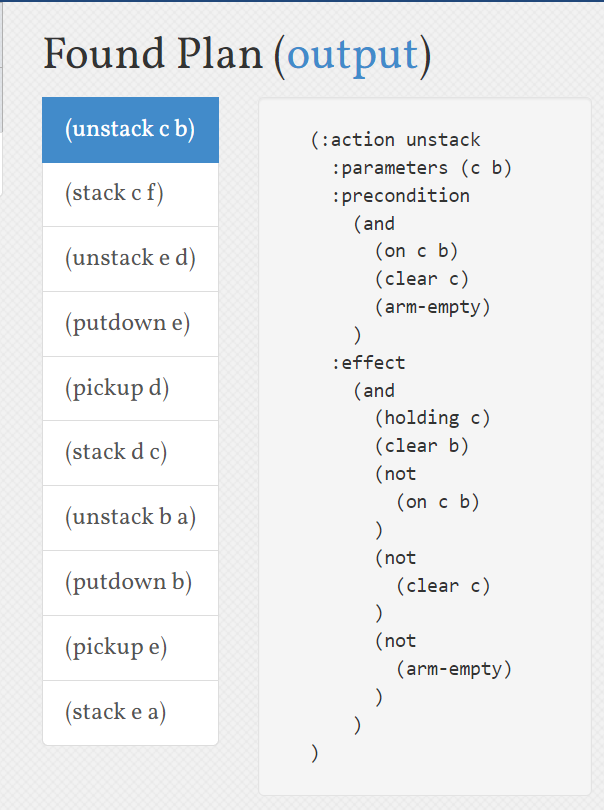 Found Plan (output)
(unstack c b)
(stack c f)
(unstack e d)
(putdown e)
(pickup d)
(stack d c)
(unstack b a)
(putdown b)
(pickup e)
(stack e a)
(:action unstack
:parameters (c b)
:precondition
(and
(on c b)
(clear c)
(arm-empty)
)
:effect
(and
(holding c)
(clear b)
(not
(on c b)
)
(not
(clear c)
)
(not
(arm-empty)
)
)
)